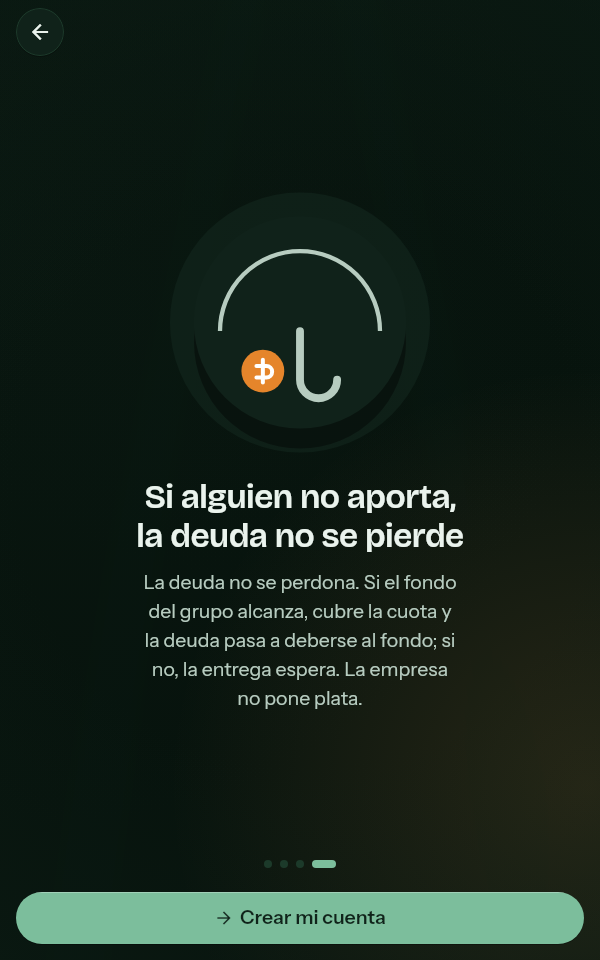 Si alguien no aporta,
la deuda no se pierde
La deuda no se perdona. Si el fondo
del grupo alcanza, cubre la cuota y
la deuda pasa a deberse al fondo; si
no, la entrega espera. La empresa
no pone plata.
Crear mi cuenta